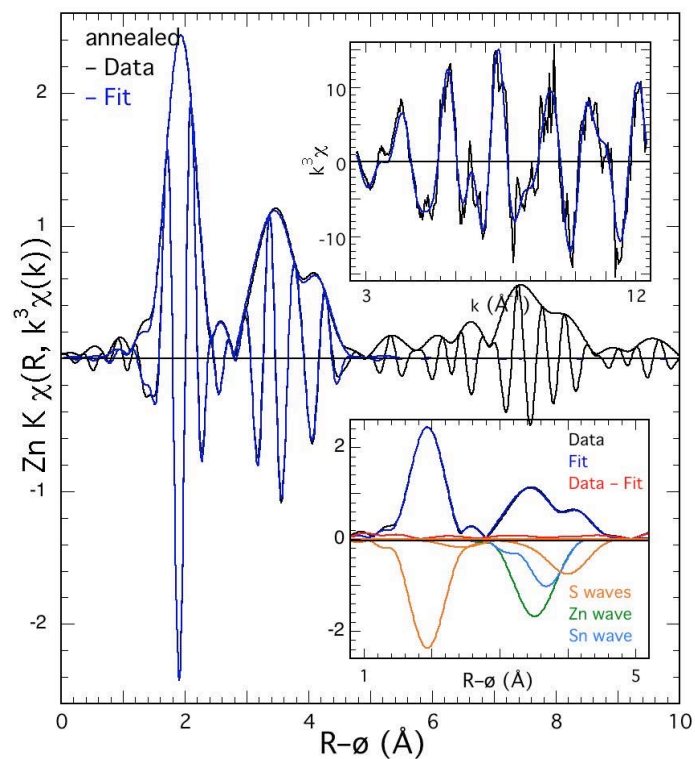 annealed
– Data
– Fit
Zn K χ(R, k³χ(k))
2
1
0
-1
-2
0
2
4
6
8
10
R–ø (Å)
k³χ
10
0
-10
3
12
k (Å⁻¹)
2
0
-2
Data
Fit
Data – Fit
S waves
Zn wave
Sn wave
1
5
R–ø (Å)